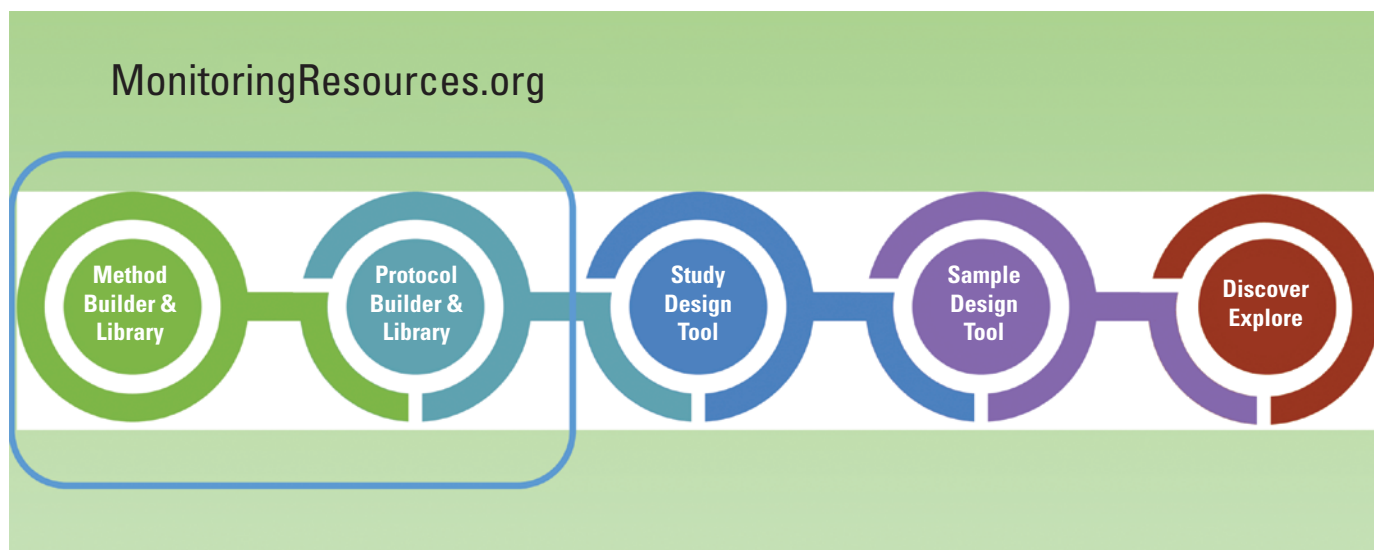 MonitoringResources.org
Method
Builder &
Library
Protocol
Builder &
Library
Study
Design
Tool
Sample
Design
Tool
Discover
Explore